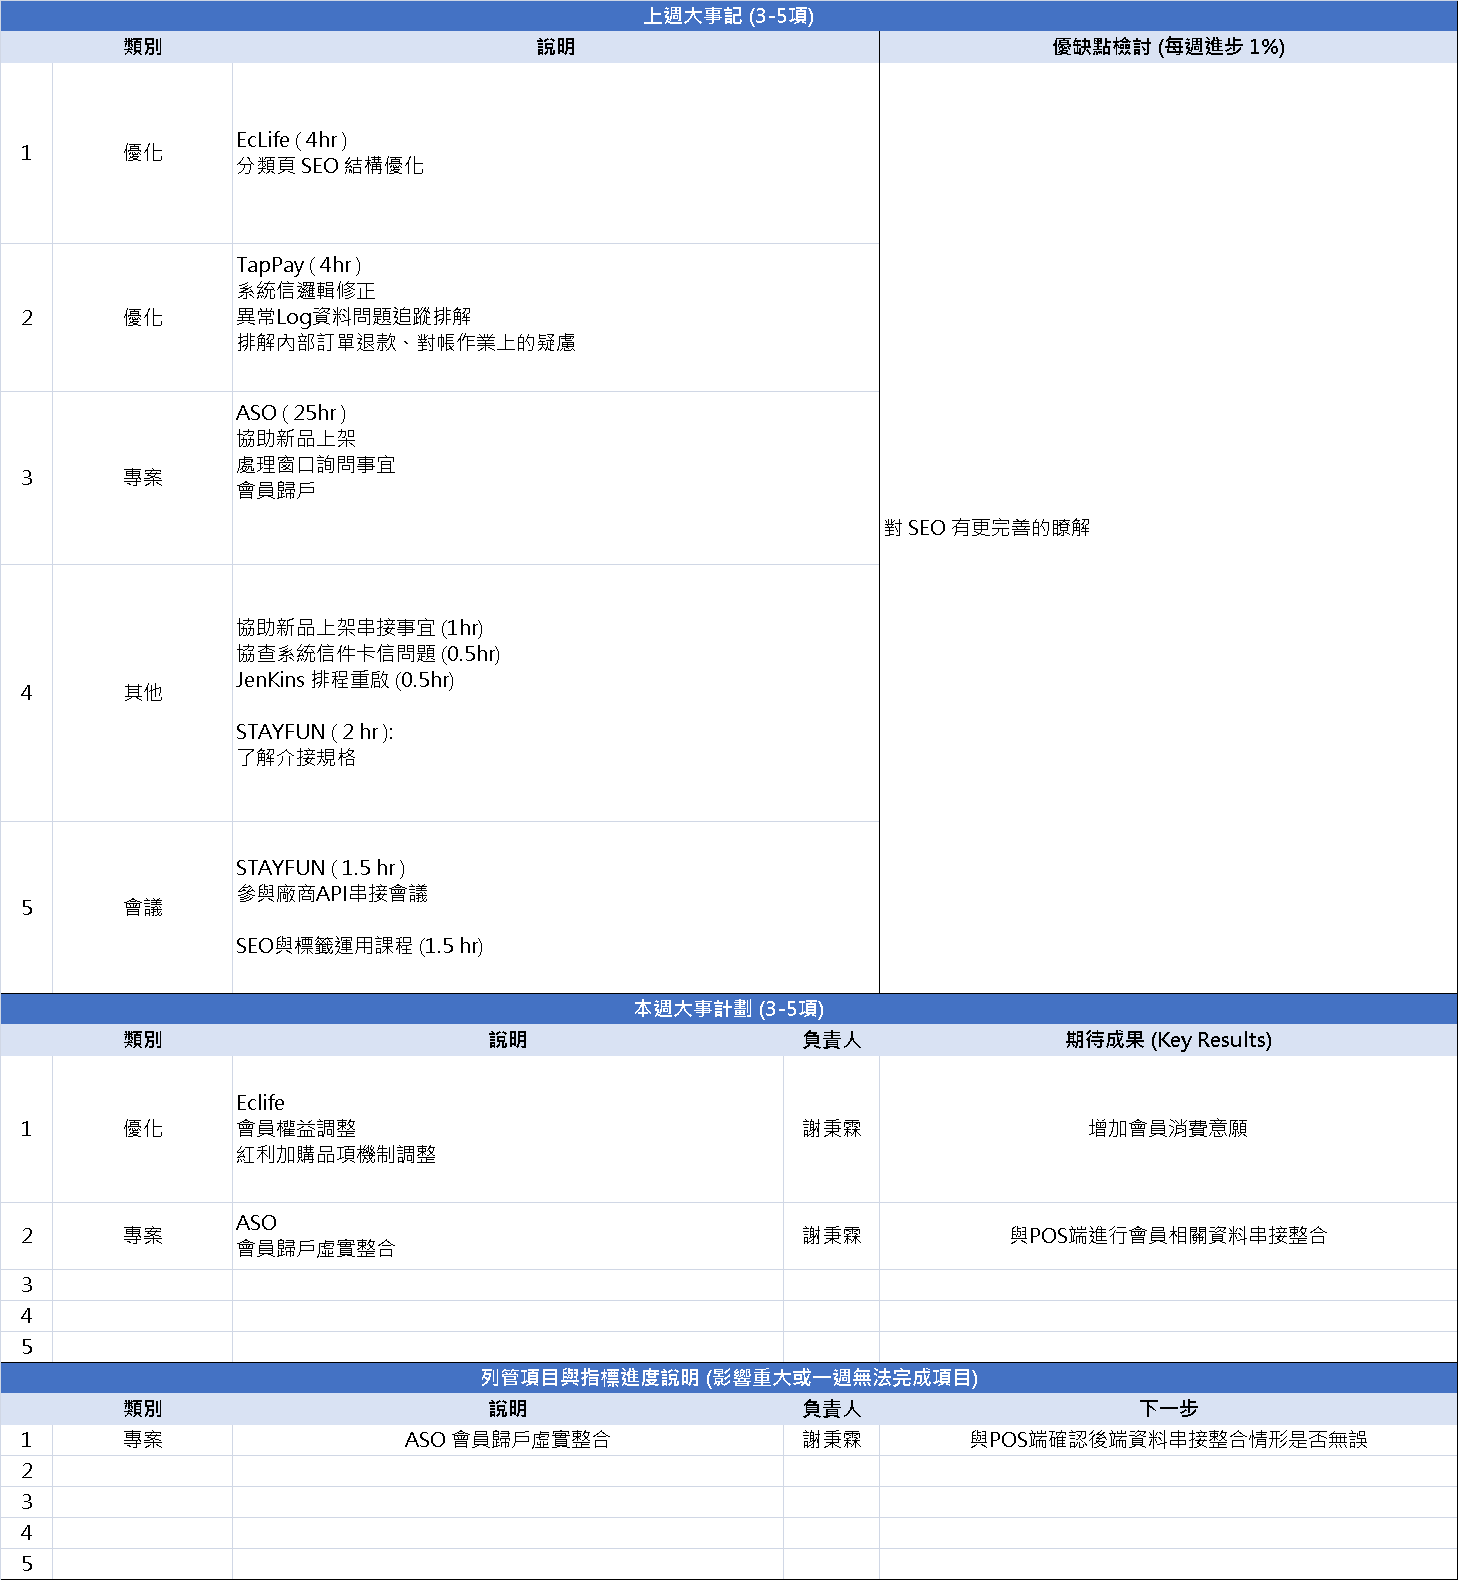 上週大事記 (3-5項)
類別 說明 優缺點檢討 (每週進步 1%)
1 優化
EcLife ( 4hr )
分類頁 SEO 結構優化
2 優化
TapPay ( 4hr )
系統信邏輯修正
異常Log資料問題追蹤排解
排解內部訂單退款、對帳作業上的疑慮
3 專案
ASO ( 25hr )
協助新品上架
處理窗口詢問事宜
會員歸戶
對 SEO 有更完善的瞭解
4 其他
協助新品上架串接事宜 (1hr)
協查系統信件卡信問題 (0.5hr)
JenKins 排程重啟 (0.5hr)
STAYFUN ( 2 hr ):
了解介接規格
5 會議
STAYFUN ( 1.5 hr )
參與廠商API串接會議
SEO與標籤運用課程 (1.5 hr)
本週大事計劃 (3-5項)
類別 說明 負責人 期待成果 (Key Results)
1 優化
Eclife
會員權益調整
紅利加購品項機制調整
謝秉霖 增加會員消費意願
2 專案
ASO
會員歸戶虛實整合
謝秉霖 與POS端進行會員相關資料串接整合
3
4
5
列管項目與指標進度說明 (影響重大或一週無法完成項目)
類別 說明 負責人 下一步
1 專案 ASO 會員歸戶虛實整合 謝秉霖 與POS端確認後端資料串接整合情形是否無誤
2
3
4
5